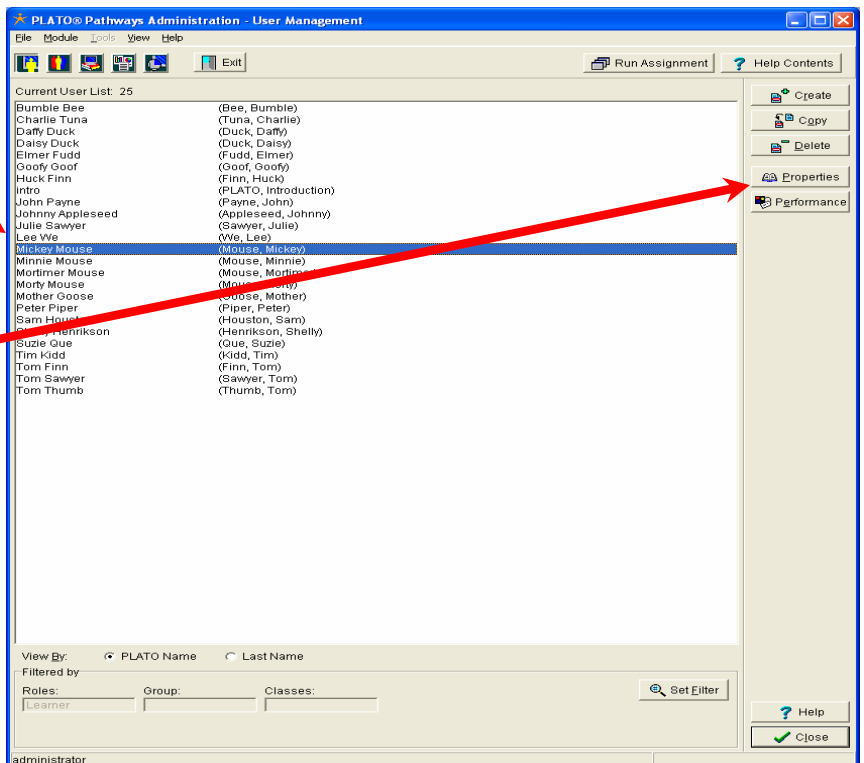 PLATO® Pathways Administration - User Management
File Module Tools View Help
Exit Run Assignment ? Help Contents
Current User List: 25
Bumble Bee (Bee, Bumble)
Charlie Tuna (Tuna, Charlie)
Daffy Duck (Duck, Daffy)
Daisy Duck (Duck, Daisy)
Elmer Fudd (Fudd, Elmer)
Goofy Goof (Goof, Goofy)
Huck Finn (Finn, Huck)
intro (PLATO, Introduction)
John Payne (Payne, John)
Johnny Appleseed (Appleseed, Johnny)
Julie Sawyer (Sawyer, Julie)
Lee We (We, Lee)
Mickey Mouse (Mouse, Mickey)
Minnie Mouse (Mouse, Minnie)
Mortimer Mouse (Mouse,
Morty Mouse
Mother Goose (Goose, Mother)
Peter Piper (Piper, Peter)
Sam Houston (Houston, Sam)
Henrikson (Henrikson, Shelly)
Suzie Que (Que, Suzie)
Tim Kidd (Kidd, Tim)
Tom Finn (Finn, Tom)
Tom Sawyer (Sawyer, Tom)
Tom Thumb (Thumb, Tom)
Create
Copy
Delete
Properties
Performance
View By: PLATO Name Last Name
Filtered by
Roles: Group: Classes:
Learner
Set Filter
? Help
Close
administrator